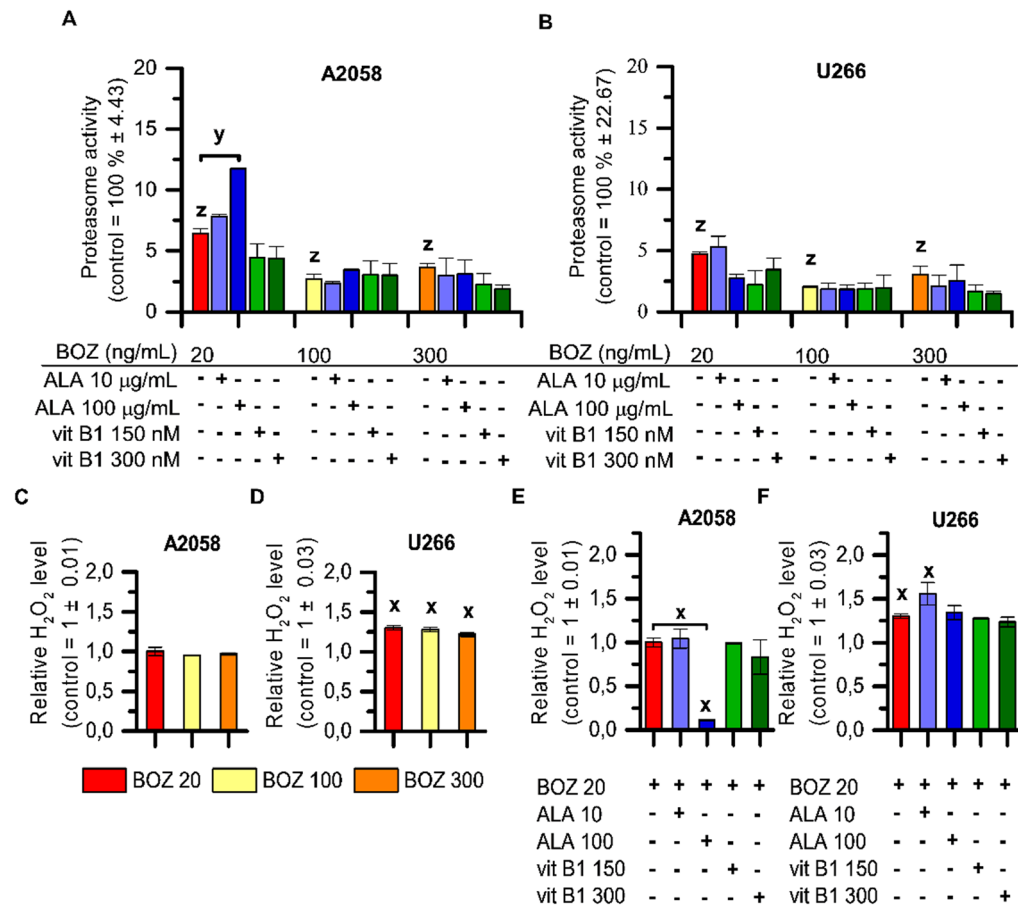 A
B
A2058
U266
Proteasome activity
(control = 100 % ± 4.43)
20
15
10
5
0
y
z
z
z
Proteasome activity
(control = 100 % ± 22.67)
20
15
10
5
0
z
z
z
BOZ (ng/mL) 20 100 300
BOZ (ng/mL) 20 100 300
ALA 10 µg/mL - + - - - - + - - - - + - - -
ALA 10 µg/mL - + - - - - + - - - - + - - -
ALA 100 µg/mL - - + - - - - + - - - - + - -
ALA 100 µg/mL - - + - - - - + - - - - + - -
vit B1 150 nM - - - + - - - - + - - - - + -
vit B1 150 nM - - - + - - - - + - - - - + -
vit B1 300 nM - - - - + - - - - + - - - - +
vit B1 300 nM - - - - + - - - - + - - - - +
C
D
E
F
A2058
Relative H₂O₂ level
(control = 1 ± 0.01)
2,0
1,5
1,0
0,5
0,0
U266
Relative H₂O₂ level
(control = 1 ± 0.03)
2,0
1,5
1,0
0,5
0,0
x x x
A2058
Relative H₂O₂ level
(control = 1 ± 0.01)
2,0
1,5
1,0
0,5
0,0
x
x
U266
Relative H₂O₂ level
(control = 1 ± 0.03)
2,0
1,5
1,0
0,5
0,0
x x
BOZ 20 BOZ 100 BOZ 300
BOZ 20 + + + + +
ALA 10 - + - - -
ALA 100 - - + - -
vit B1 150 - - - + -
vit B1 300 - - - - +
BOZ 20 + + + + +
ALA 10 - + - - -
ALA 100 - - + - -
vit B1 150 - - - + -
vit B1 300 - - - - +